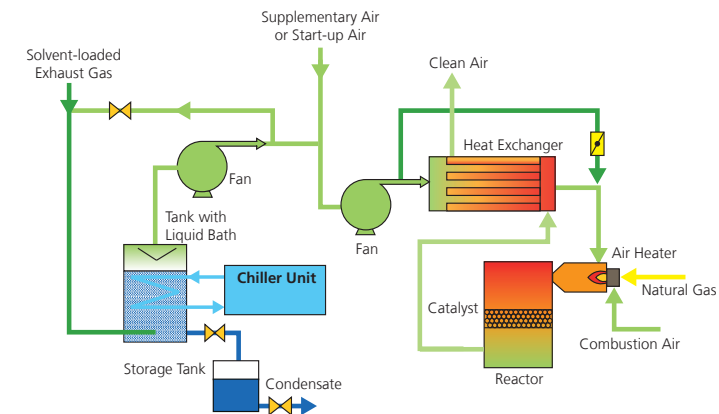 Supplementary Air
or Start-up Air
Solvent-loaded
Exhaust Gas
Clean Air
Heat Exchanger
Fan
Tank with
Liquid Bath
Fan
Air Heater
Chiller Unit
Natural Gas
Catalyst
Combustion Air
Storage Tank
Condensate
Reactor